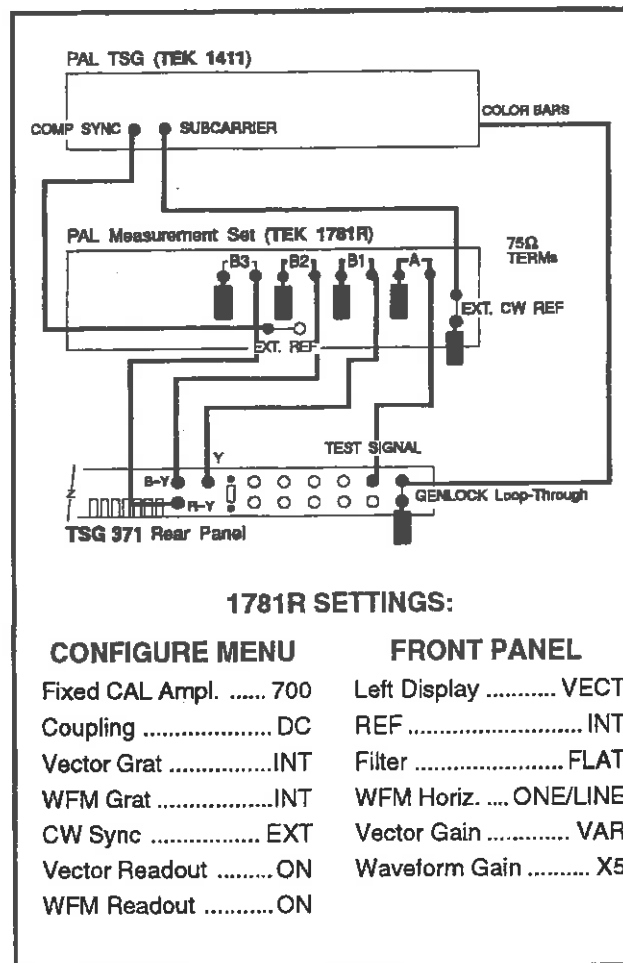 PAL TSG (TEK 1411)
COMP SYNC
SUBCARRIER
COLOR BARS
PAL Measurement Set (TEK 1781R)
75Ω
TERMs
B3
B2
B1
A
EXT. CW REF
EXT. REF
TEST SIGNAL
B-Y
Y
R-Y
Z
GENLOCK Loop-Through
TSG 371 Rear Panel
1781R SETTINGS:
CONFIGURE MENU
Fixed CAL Ampl. ...... 700
Coupling .................. DC
Vector Grat ..................INT
WFM Grat ...................INT
CW Sync ................ EXT
Vector Readout ......... ON
WFM Readout ........... ON
FRONT PANEL
Left Display ........... VECT
REF ............................ INT
Filter ........................ FLAT
WFM Horiz. .... ONE/LINE
Vector Gain ............. VAR
Waveform Gain .......... X5